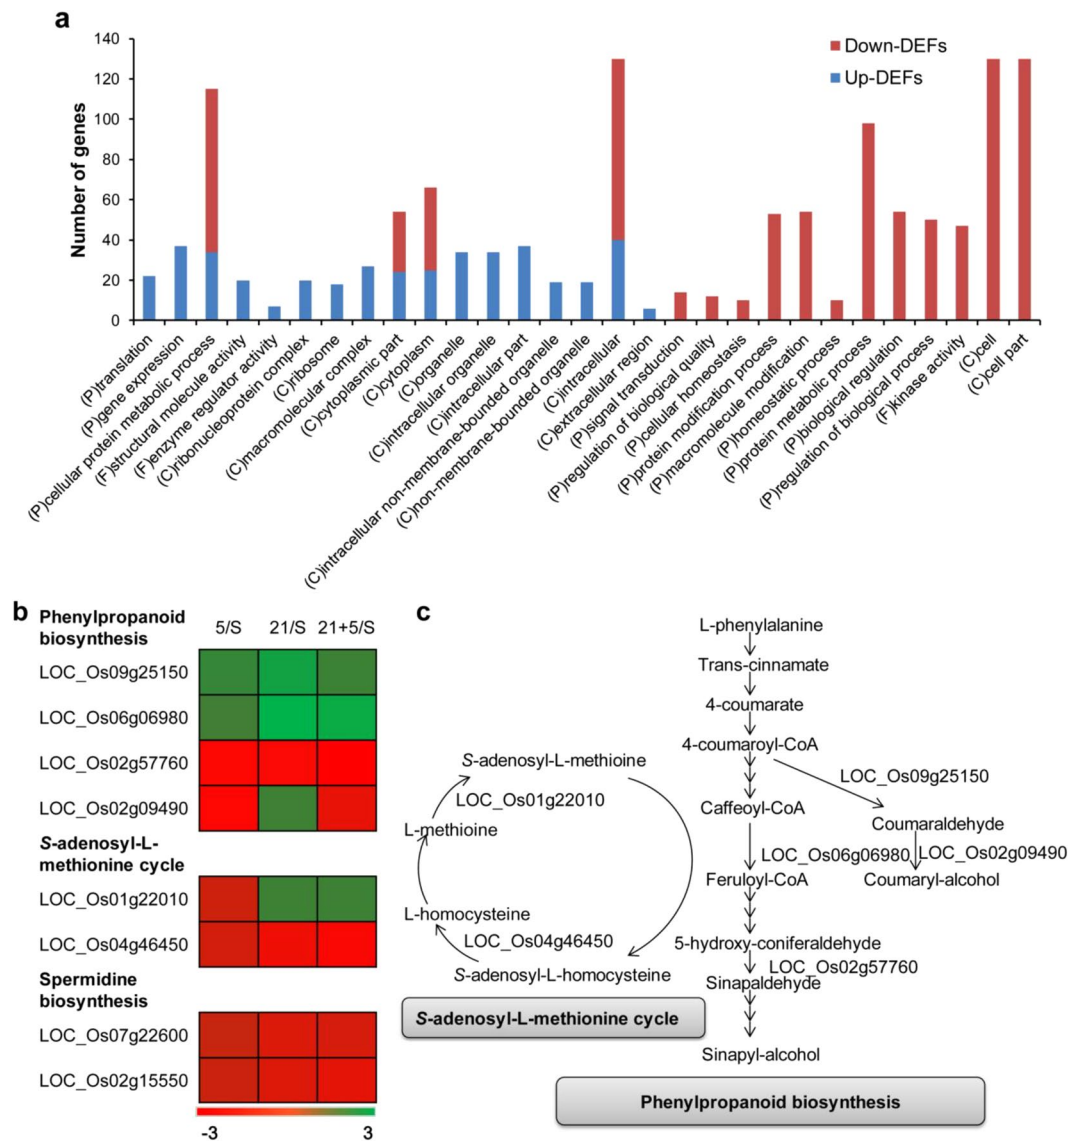 a
140
120
100
80
60
40
20
0
Number of genes
Down-DEFs
Up-DEFs
(P)translation
(P)gene expression
(P)cellular protein metabolic process
(F)structural molecule activity
(F)enzyme regulator activity
(C)ribonucleoprotein complex
(C)ribosome
(C)macromolecular complex
(C)cytoplasmic part
(C)cytoplasm
(C)organelle
(C)intracellular organelle
(C)intracellular part
(C)intracellular non-membrane-bounded organelle
(C)non-membrane-bounded organelle
(C)intracellular
(C)extracellular region
(P)signal transduction
(P)regulation of biological quality
(P)cellular homeostasis
(P)protein modification process
(P)macromolecule modification
(P)homeostatic process
(P)protein metabolic process
(P)biological regulation
(P)regulation of biological process
(F)kinase activity
(C)cell
(C)cell part
b
Phenylpropanoid
biosynthesis
5/S 21/S 21+5/S
LOC_Os09g25150
LOC_Os06g06980
LOC_Os02g57760
LOC_Os02g09490
S-adenosyl-L-
methionine cycle
LOC_Os01g22010
LOC_Os04g46450
Spermidine
biosynthesis
LOC_Os07g22600
LOC_Os02g15550
-3 3
c
S-adenosyl-L-methioine
LOC_Os01g22010
L-methioine
L-homocysteine
LOC_Os04g46450
S-adenosyl-L-homocysteine
S-adenosyl-L-methionine cycle
L-phenylalanine
Trans-cinnamate
4-coumarate
4-coumaroyl-CoA
LOC_Os09g25150
Caffeoyl-CoA
Coumaraldehyde
LOC_Os06g06980
LOC_Os02g09490
Feruloyl-CoA
Coumaryl-alcohol
5-hydroxy-coniferaldehyde
LOC_Os02g57760
Sinapaldehyde
Sinapyl-alcohol
Phenylpropanoid biosynthesis